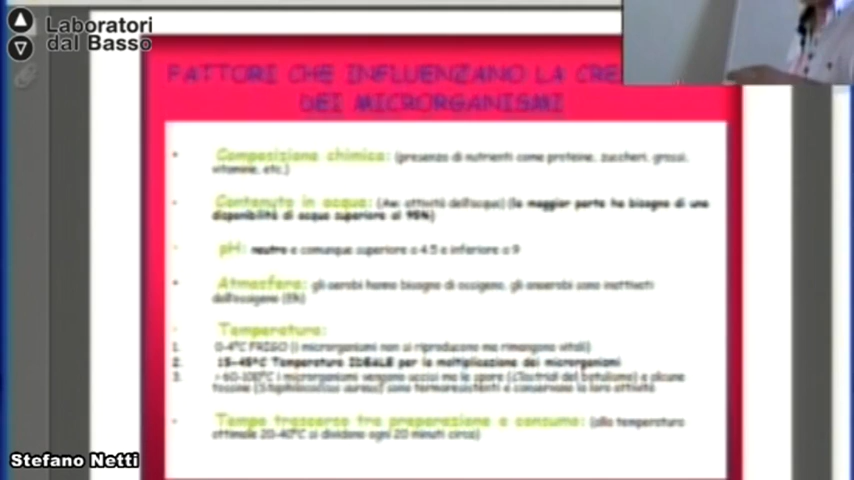 Laboratori
dal Basso
FATTORI CHE INFLUENZANO LA
DEI MICRORGANISMI
• Composizione chimica: (presenza di nutrienti come proteine, zuccheri, grassi,
vitamine, etc.)
• Contenuto in acqua: (Aw: attività dell'acqua) (la maggior parte ha bisogno di una
disponibilità di acqua superiore al 95%)
• pH: neutro e comunque superiore a 4.5 e inferiore a 9
• Atmosfera: gli aerobi hanno bisogno di ossigeno, gli anaerobi sono inattivati
dall'ossigeno
• Temperatura:
1. 0-4°C FRIGO (i microrganismi non si riproducono ma rimangono vitali)
2. 15-45°C Temperatura IDEALE per la moltiplicazione dei microrganismi
3. > 60-100°C i microrganismi vengono uccisi ma le spore (Clostridi del botulismo) e alcune
tossine (Staphilococcus aureus) sono termoresistenti e conservano la loro attività
• Tempo trascorso tra preparazione e consumo: (alla temperatura
ottimale 20-40°C si dividono ogni 20 minuti circa)
Stefano Netti